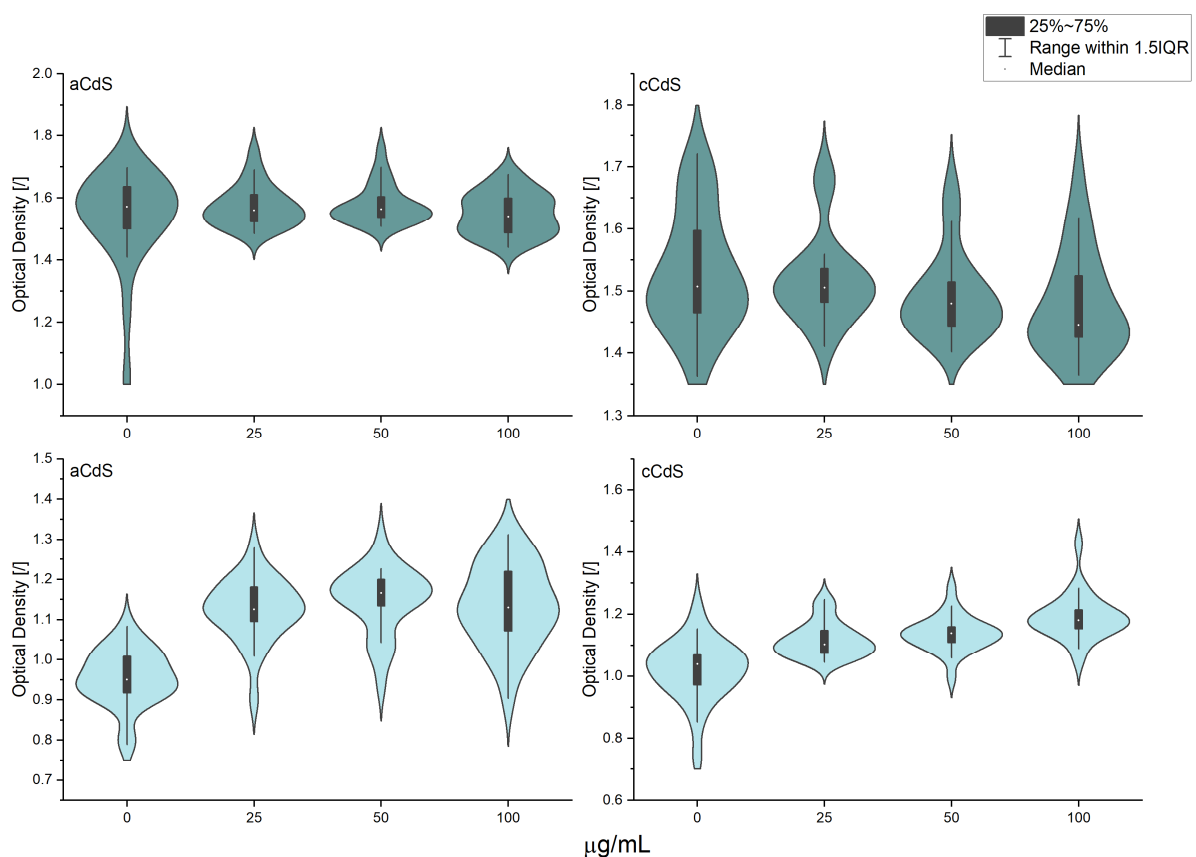 25%~75%
Range within 1.5IQR
Median
aCdS
2.0
1.8
1.6
1.4
1.2
1.0
Optical Density [/]
0 25 50 100
cCdS
1.8
1.7
1.6
1.5
1.4
1.3
Optical Density [/]
0 25 50 100
aCdS
1.5
1.4
1.3
1.2
1.1
1.0
0.9
0.8
0.7
Optical Density [/]
0 25 50 100
cCdS
1.6
1.4
1.2
1.0
0.8
0.6
Optical Density [/]
0 25 50 100
μg/mL